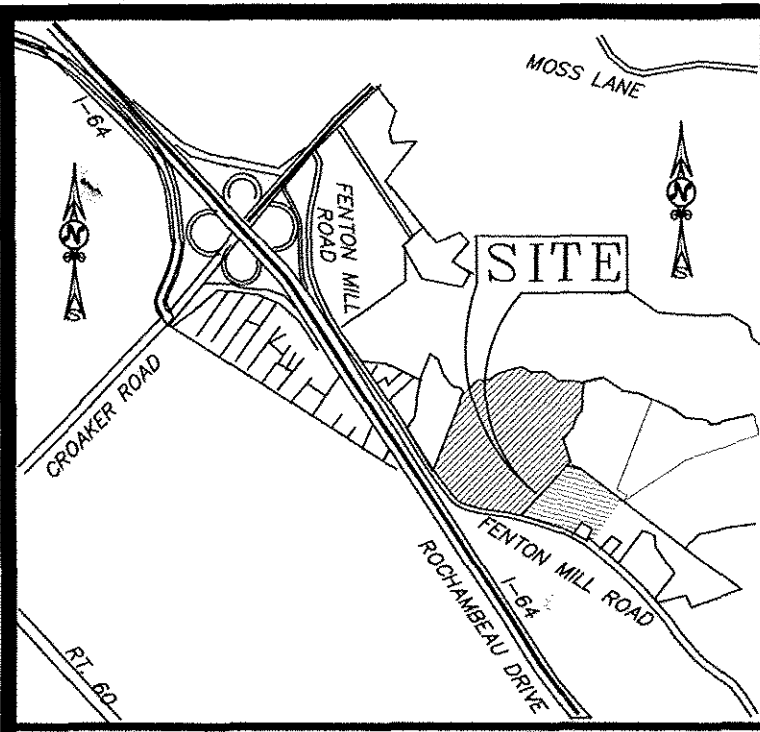 MOSS LANE
I-64
N
S
N
S
FENTON MILL
ROAD
SITE
CROAKER ROAD
FENTON MILL ROAD
I-64
ROCHAMBEAU DRIVE
RT. 60